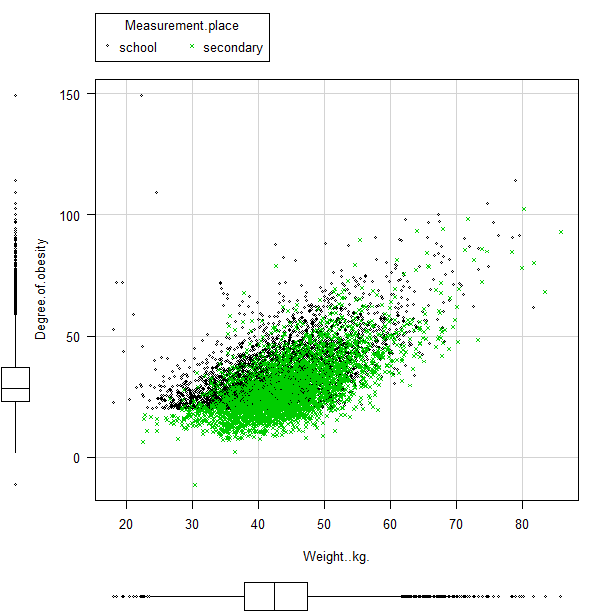 Measurement.place
school secondary
150
100
50
0
Degree.of.obesity
20 30 40 50 60 70 80
Weight..kg.